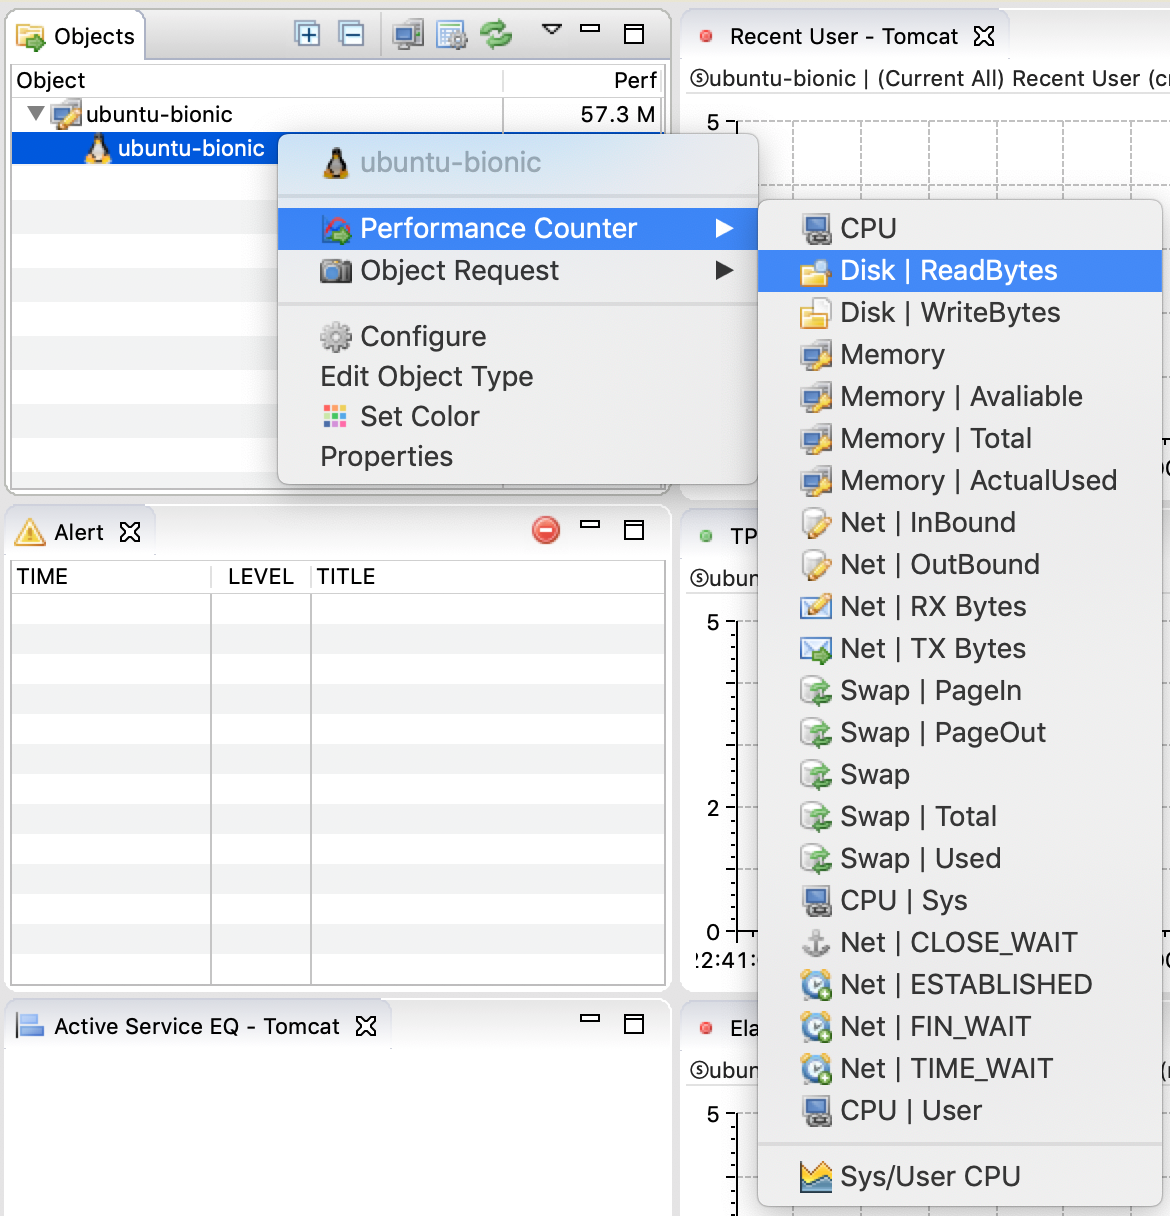 Objects
Object Perf
ubuntu-bionic 57.3 M
ubuntu-bionic
ubuntu-bionic
Performance Counter
Object Request
Configure
Edit Object Type
Set Color
Properties
CPU
Disk | ReadBytes
Disk | WriteBytes
Memory
Memory | Avaliable
Memory | Total
Memory | ActualUsed
Net | InBound
Net | OutBound
Net | RX Bytes
Net | TX Bytes
Swap | PageIn
Swap | PageOut
Swap
Swap | Total
Swap | Used
CPU | Sys
Net | CLOSE_WAIT
Net | ESTABLISHED
Net | FIN_WAIT
Net | TIME_WAIT
CPU | User
Sys/User CPU
Alert
TIME LEVEL TITLE
Active Service EQ - Tomcat
Recent User - Tomcat
Ⓢubuntu-bionic | (Current All) Recent User (c
5
TP
Ⓢubun
5
2
0
22:41:
Ela
Ⓢubun
5